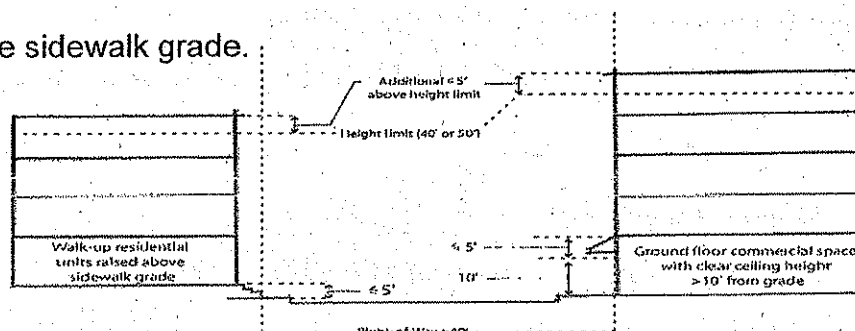 e sidewalk grade.
Additional ≤ 5'
above height limit
Height limit (40' or 50')
Walk-up residential
units raised above
sidewalk grade
≤ 5'
≤ 5'
10'
Ground floor commercial space
with clear ceiling height
>10' from grade